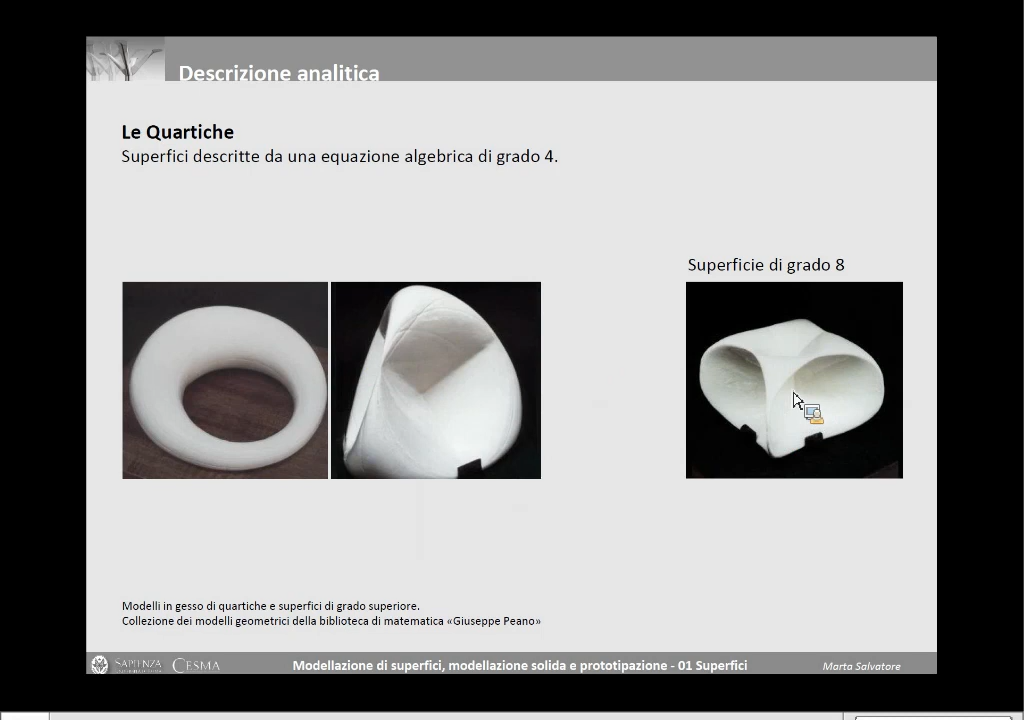 Descrizione analitica
Le Quartiche
Superfici descritte da una equazione algebrica di grado 4.
Superficie di grado 8
Modelli in gesso di quartiche e superfici di grado superiore.
Collezione dei modelli geometrici della biblioteca di matematica «Giuseppe Peano»
SAPIENZA
CESMA
Modellazione di superfici, modellazione solida e prototipazione - 01 Superfici
Marta Salvatore